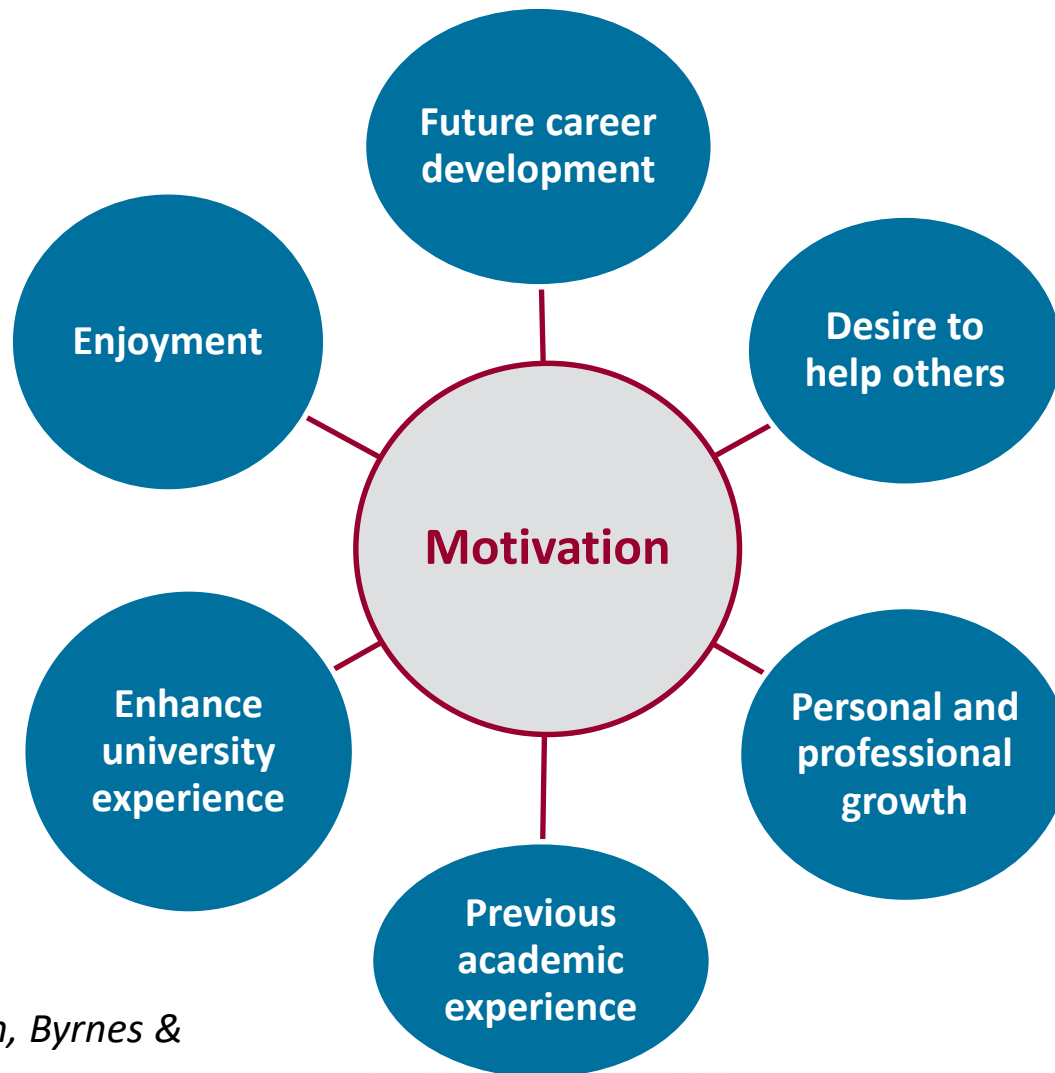 Future career
development
Enjoyment
Desire to
help others
Motivation
Enhance
university
experience
Personal and
professional
growth
Previous
academic
experience
Byrnes &